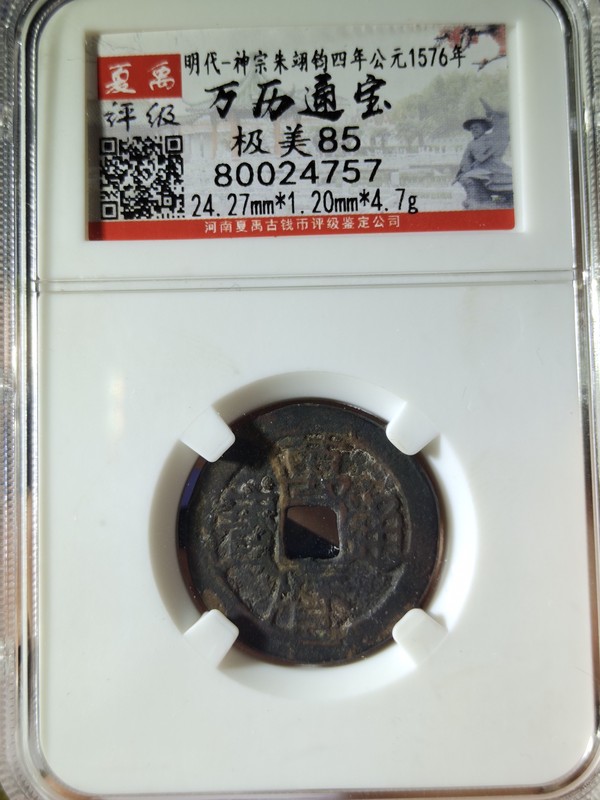 夏禹
评级
明代-神宗朱翊钧四年公元1576年
万历通宝
极美85
80024757
24.27mm*1.20mm*4.7g
河南夏禹古钱币评级鉴定公司